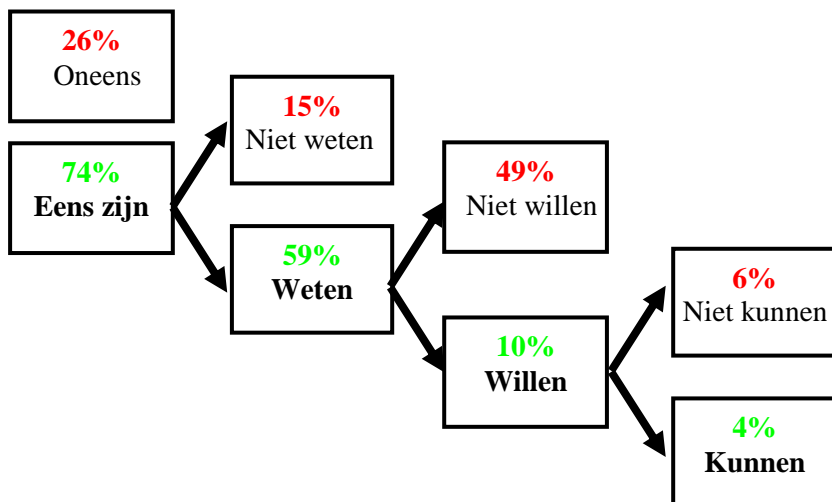 26%
Oneens
74%
Eens zijn
15%
Niet weten
59%
Weten
49%
Niet willen
10%
Willen
6%
Niet kunnen
4%
Kunnen